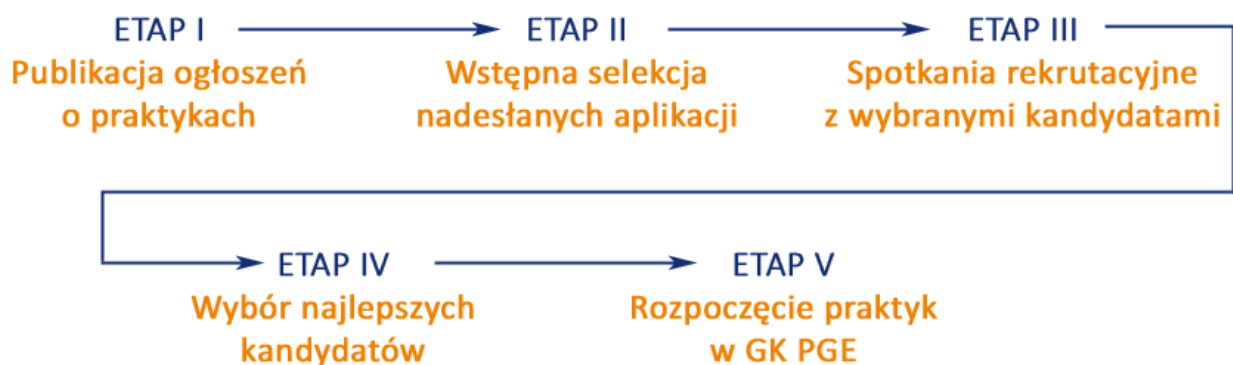 ETAP I
Publikacja ogłoszeń
o praktykach
ETAP II
Wstępna selekcja
nadesłanych aplikacji
ETAP III
Spotkania rekrutacyjne
z wybranymi kandydatami
ETAP IV
Wybór najlepszych
kandydatów
ETAP V
Rozpoczęcie praktyk
w GK PGE